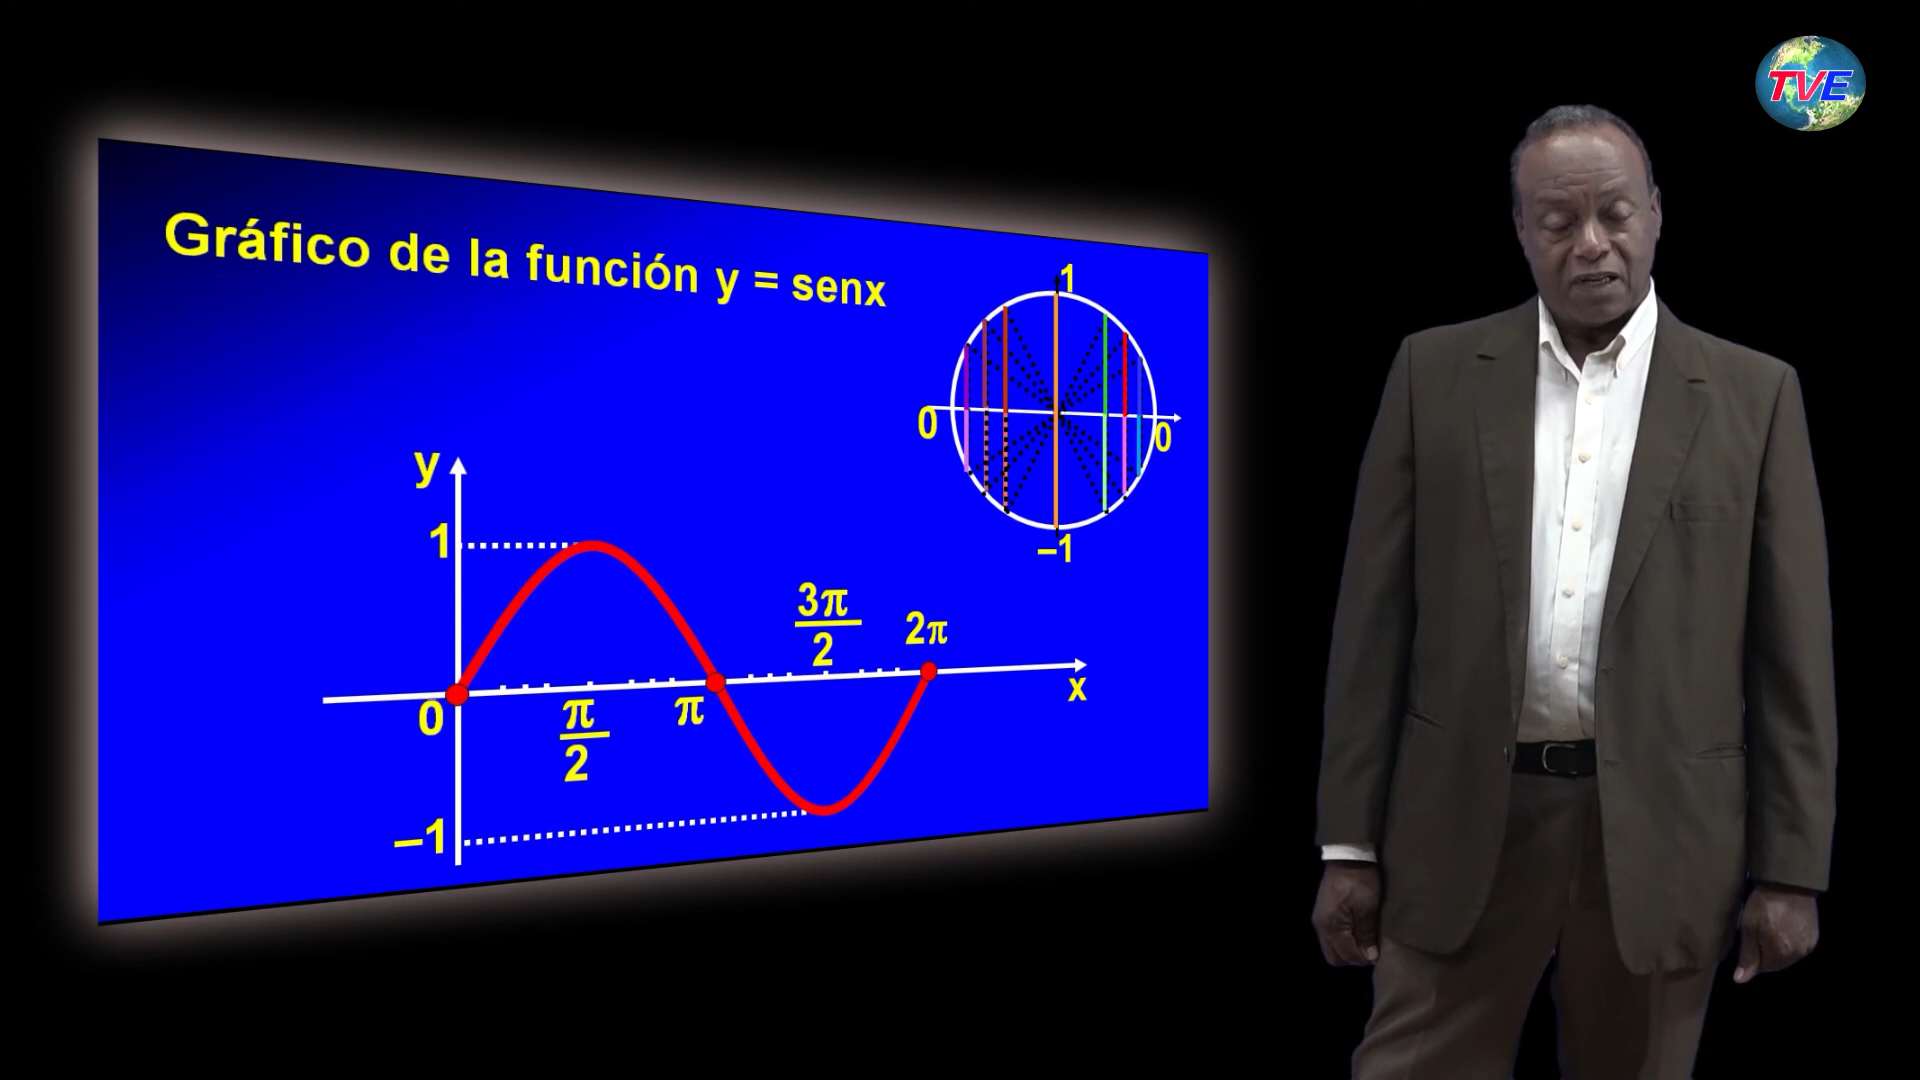 TVE
Gráfico de la función y = senx
1
0
0
–1
y
1
3π
2
2π
x
0
π
2
π
–1